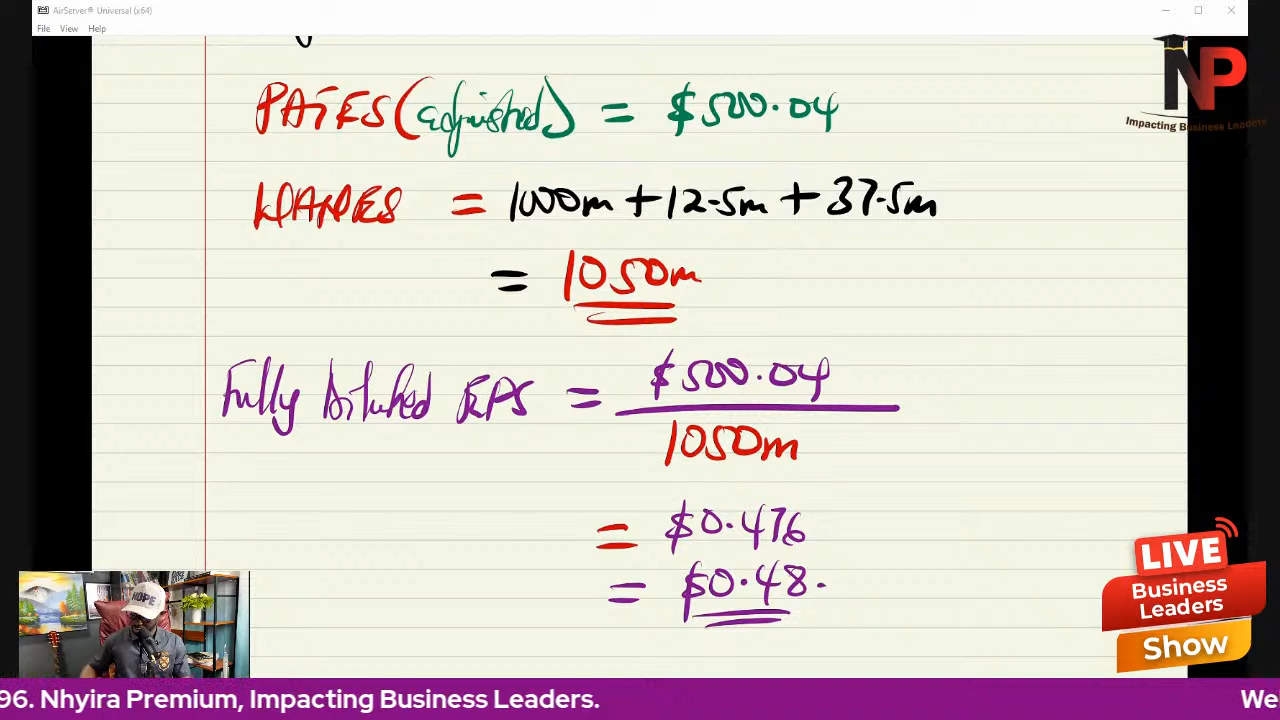 AirServer® Universal (x64)
File View Help
NP
Impacting Business Leaders
PATES (adjusted) = $500.04
= 1000m + 12.5m + 37.5m
= 1050m
Fully Diluted EPS = $500.04
1050m
= $0.476
= $0.48.
HOPE
LIVE
Business
Leaders
Show
96. Nhyira Premium, Impacting Business Leaders.
We